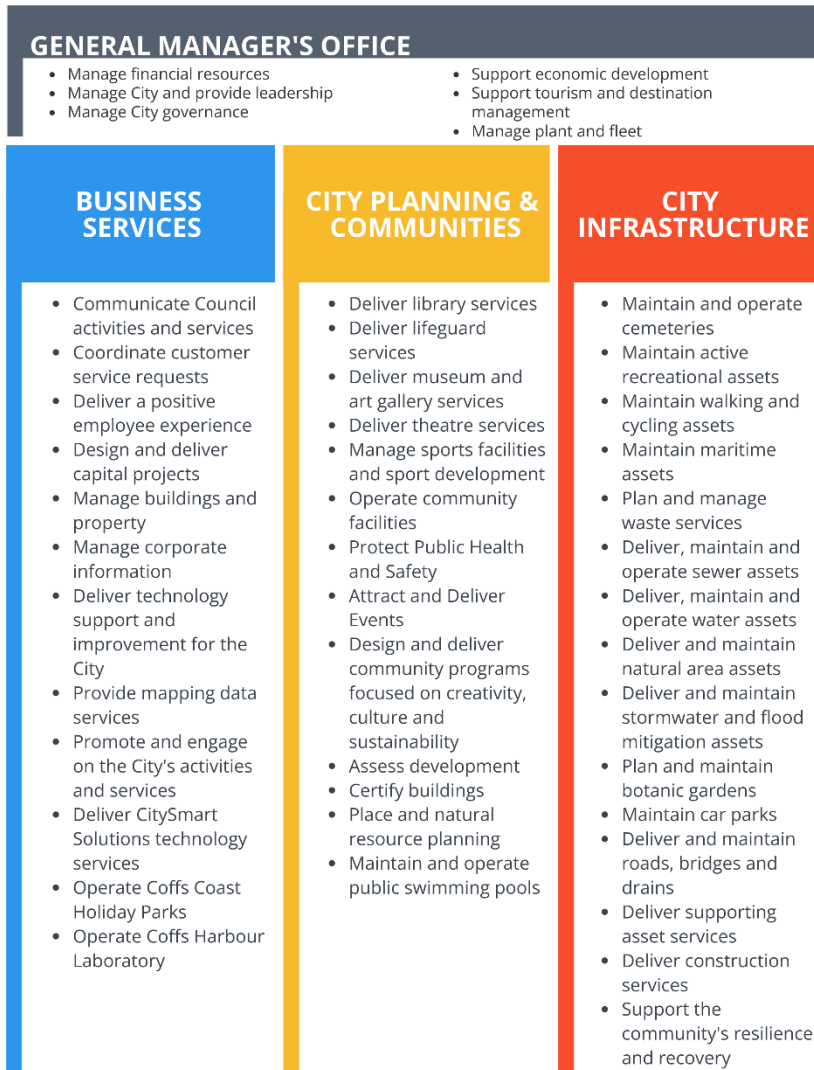 GENERAL MANAGER'S OFFICE
• Manage financial resources
• Manage City and provide leadership
• Manage City governance
• Support economic development
• Support tourism and destination
management
• Manage plant and fleet
BUSINESS
SERVICES
• Communicate Council
activities and services
• Coordinate customer
service requests
• Deliver a positive
employee experience
• Design and deliver
capital projects
• Manage buildings and
property
• Manage corporate
information
• Deliver technology
support and
improvement for the
City
• Provide mapping data
services
• Promote and engage
on the City's activities
and services
• Deliver CitySmart
Solutions technology
services
• Operate Coffs Coast
Holiday Parks
• Operate Coffs Harbour
Laboratory
CITY PLANNING &
COMMUNITIES
• Deliver library services
• Deliver lifeguard
services
• Deliver museum and
art gallery services
• Deliver theatre services
• Manage sports facilities
and sport development
• Operate community
facilities
• Protect Public Health
and Safety
• Attract and Deliver
Events
• Design and deliver
community programs
focused on creativity,
culture and
sustainability
• Assess development
• Certify buildings
• Place and natural
resource planning
• Maintain and operate
public swimming pools
CITY
INFRASTRUCTURE
• Maintain and operate
cemeteries
• Maintain active
recreational assets
• Maintain walking and
cycling assets
• Maintain maritime
assets
• Plan and manage
waste services
• Deliver, maintain and
operate sewer assets
• Deliver, maintain and
operate water assets
• Deliver and maintain
natural area assets
• Deliver and maintain
stormwater and flood
mitigation assets
• Plan and maintain
botanic gardens
• Maintain car parks
• Deliver and maintain
roads, bridges and
drains
• Deliver supporting
asset services
• Deliver construction
services
• Support the
community's resilience
and recovery